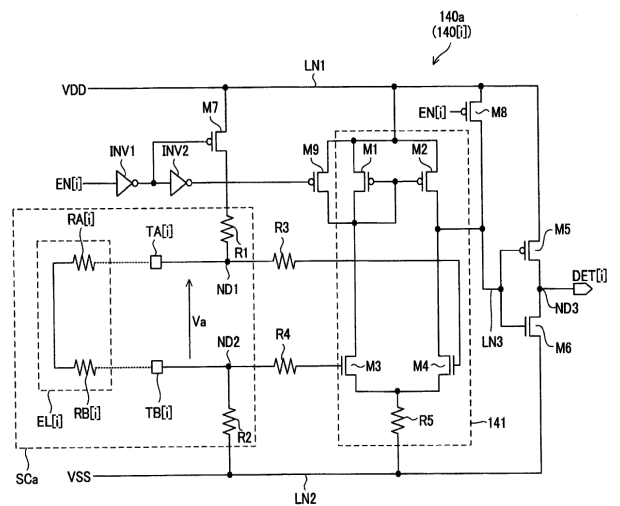 140a
(140[i])
LN1
VDD
M7
EN[i]
M8
INV1
INV2
M9
M1
M2
EN[i]
RA[i]
TA[i]
R1
R3
M5
DET[i]
ND1
ND3
Va
ND2
R4
LN3
M6
M3
M4
EL[i]
RB[i]
TB[i]
R2
R5
141
SCa
VSS
LN2